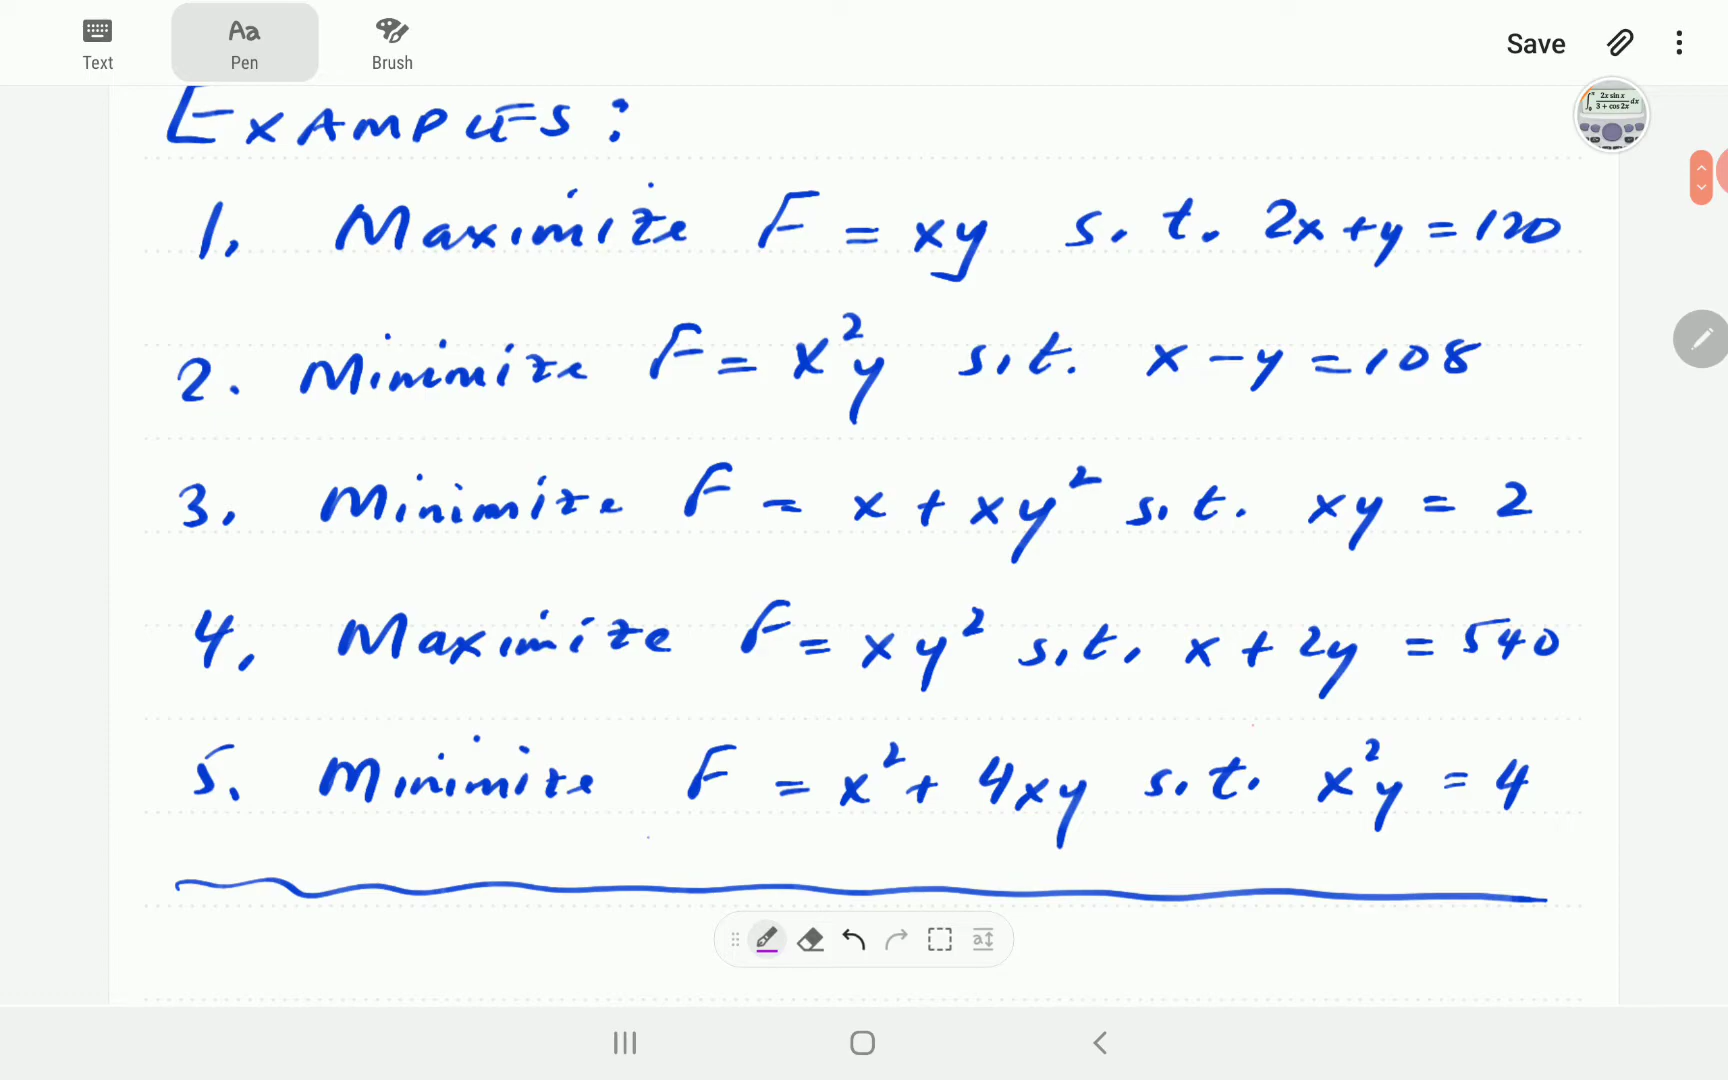 Text
Aa
Pen
Brush
Save
EXAMPLES:
1. Maximize F = xy s.t. 2x+y = 120
2. Minimize F = x²y s.t. x - y = 108
3. Minimize F = x + xy² s.t. xy = 2
4. Maximize F = xy² s.t. x + 2y = 540
5. Minimize F = x² + 4xy s.t. x²y = 4